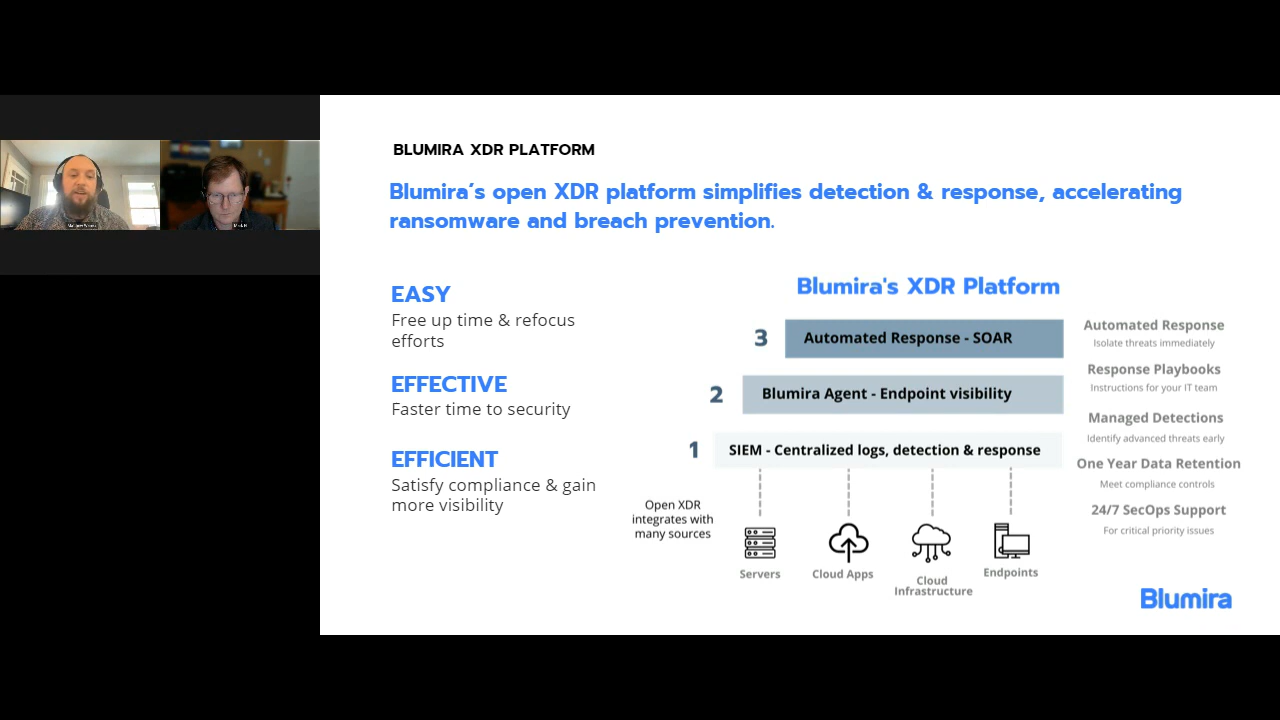 BLUMIRA XDR PLATFORM
Blumira's open XDR platform simplifies detection & response, accelerating
ransomware and breach prevention.
EASY
Free up time & refocus
efforts
EFFECTIVE
Faster time to security
EFFICIENT
Satisfy compliance & gain
more visibility
Blumira's XDR Platform
3
Automated Response - SOAR
2
Blumira Agent - Endpoint visibility
1
SIEM - Centralized logs, detection & response
Open XDR
integrates with
many sources
Servers
Cloud Apps
Cloud
Infrastructure
Endpoints
Automated Response
Isolate threats immediately
Response Playbooks
Instructions for your IT team
Managed Detections
Identify advanced threats early
One Year Data Retention
Meet compliance controls
24/7 SecOps Support
For critical priority issues
Blumira